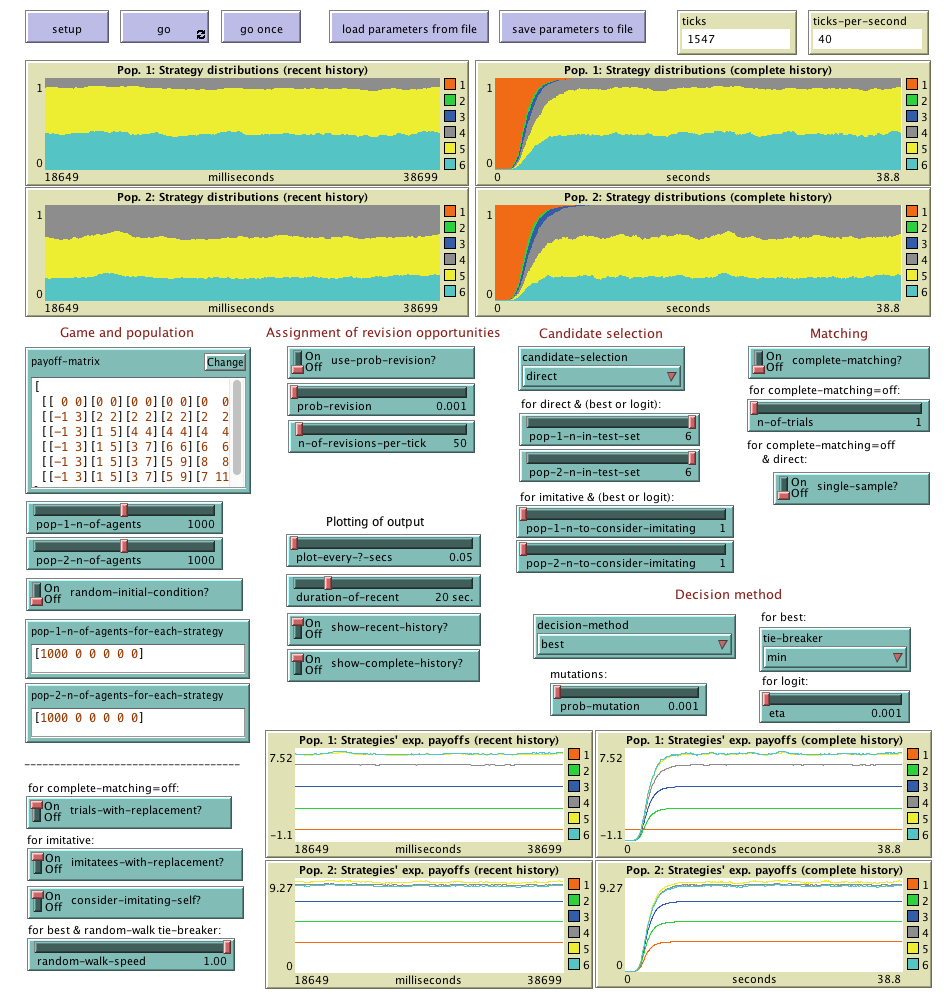 setup
go
go once
load parameters from file
save parameters to file
ticks
1547
ticks-per-second
40
Pop. 1: Strategy distributions (recent history)
1
0
18649 milliseconds 38699
1
2
3
4
5
6
Pop. 1: Strategy distributions (complete history)
1
0
0 seconds 38.8
1
2
3
4
5
6
Pop. 2: Strategy distributions (recent history)
1
0
18649 milliseconds 38699
1
2
3
4
5
6
Pop. 2: Strategy distributions (complete history)
1
0
0 seconds 38.8
1
2
3
4
5
6
Game and population
payoff-matrix
Change
[
[[ 0 0][0 0][0 0][0 0][0 0
[[-1 3][2 2][2 2][2 2][2 2
[[-1 3][1 5][4 4][4 4][4 4
[[-1 3][1 5][3 7][6 6][6 6
[[-1 3][1 5][3 7][5 9][8 8
[[-1 3][1 5][3 7][5 9][7 11
pop-1-n-of-agents 1000
pop-2-n-of-agents 1000
On
Off
random-initial-condition?
pop-1-n-of-agents-for-each-strategy
[1000 0 0 0 0 0]
pop-2-n-of-agents-for-each-strategy
[1000 0 0 0 0 0]
Assignment of revision opportunities
On
Off
use-prob-revision?
prob-revision 0.001
n-of-revisions-per-tick 50
Plotting of output
plot-every-?-secs 0.05
duration-of-recent 20 sec.
On
Off
show-recent-history?
On
Off
show-complete-history?
Candidate selection
candidate-selection
direct
for direct & (best or logit):
pop-1-n-in-test-set 6
pop-2-n-in-test-set 6
for imitative & (best or logit):
pop-1-n-to-consider-imitating 1
pop-2-n-to-consider-imitating 1
Matching
On
Off
complete-matching?
for complete-matching=off:
n-of-trials 1
for complete-matching=off
& direct:
On
Off
single-sample?
Decision method
decision-method
best
mutations:
prob-mutation 0.001
for best:
tie-breaker
min
for logit:
eta 0.001
--------------------------------
for complete-matching=off:
On
Off
trials-with-replacement?
for imitative:
On
Off
imitatees-with-replacement?
On
Off
consider-imitating-self?
for best & random-walk tie-breaker:
random-walk-speed 1.00
Pop. 1: Strategies' exp. payoffs (recent history)
7.52
-1.1
18649 milliseconds 38699
1
2
3
4
5
6
Pop. 1: Strategies' exp. payoffs (complete history)
7.52
-1.1
0 seconds 38.8
1
2
3
4
5
6
Pop. 2: Strategies' exp. payoffs (recent history)
9.27
0
18649 milliseconds 38699
1
2
3
4
5
6
Pop. 2: Strategies' exp. payoffs (complete history)
9.27
0
0 seconds 38.8
1
2
3
4
5
6